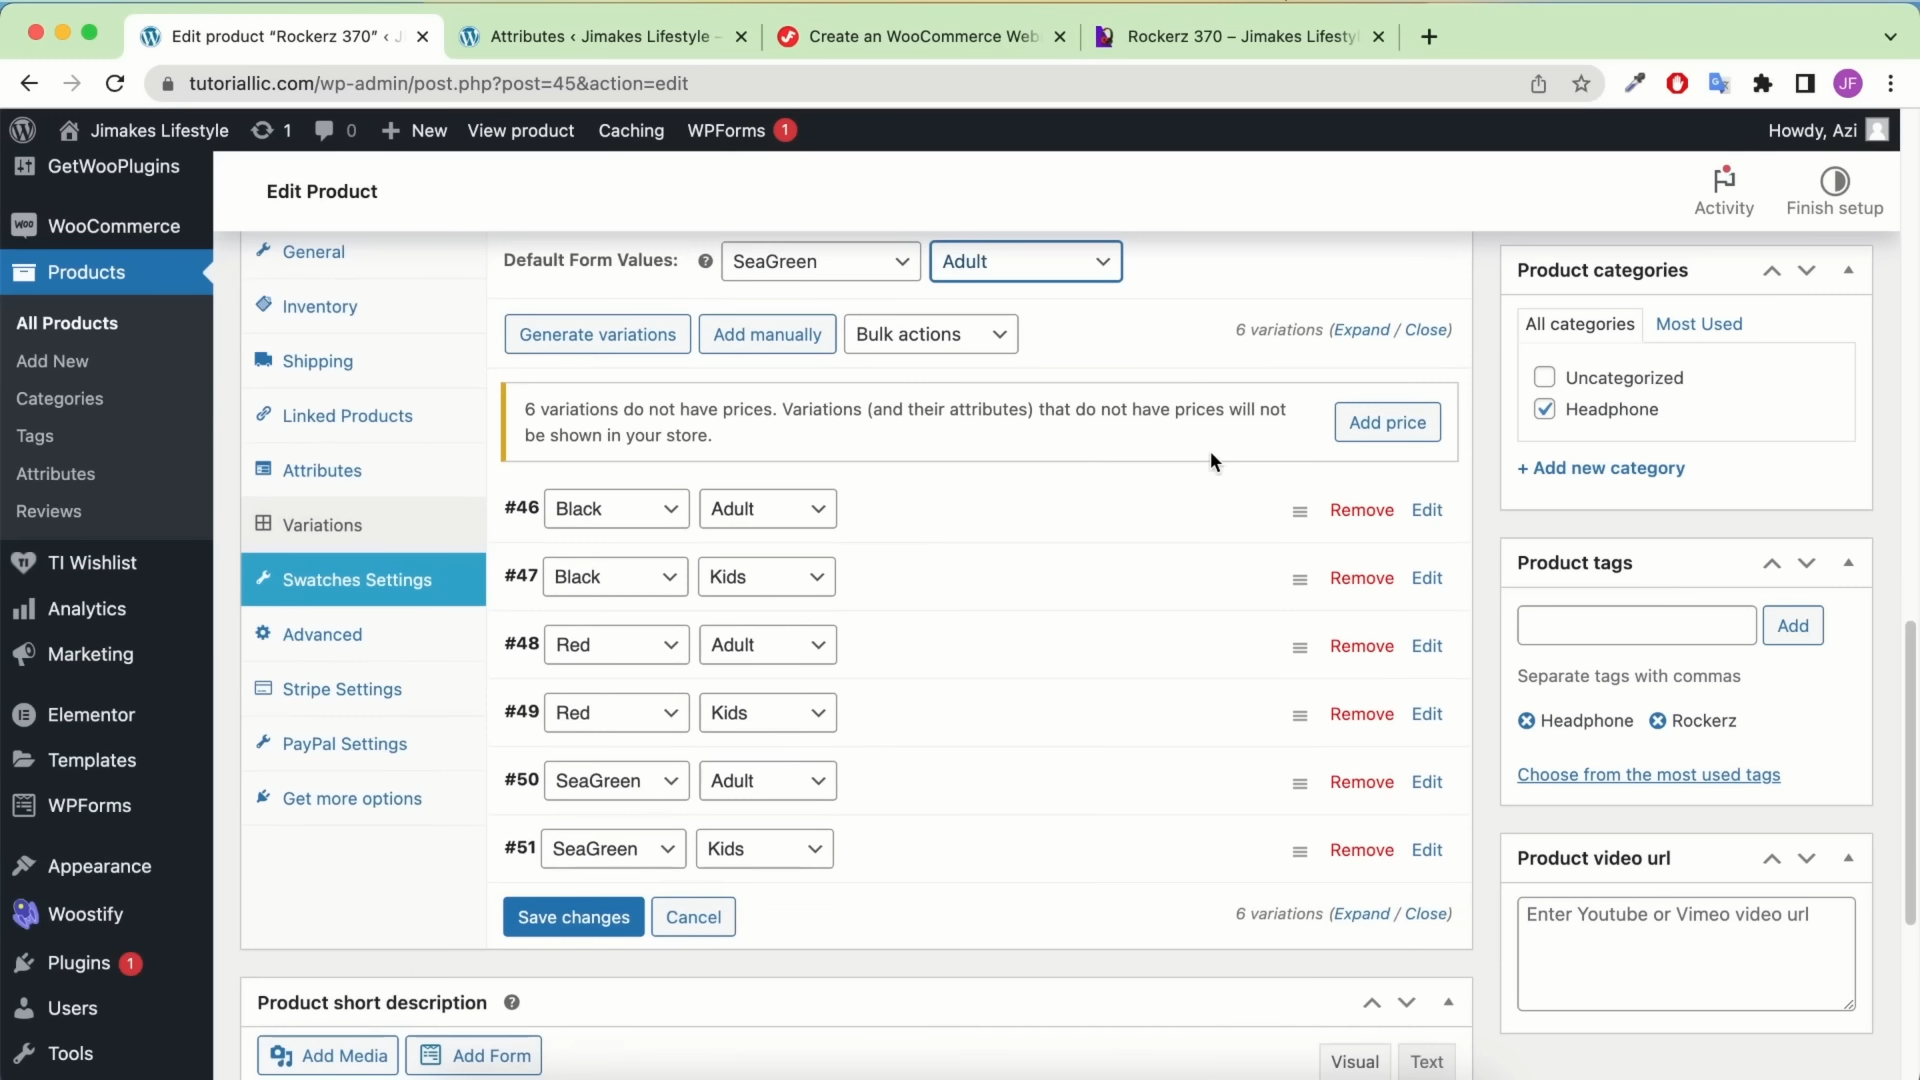 Edit product “Rockerz 370” ‹ J
Attributes ‹ Jimakes Lifestyle –
Create an WooCommerce Web
Rockerz 370 – Jimakes Lifesty
tutoriallic.com/wp-admin/post.php?post=45&action=edit
JF
Jimakes Lifestyle
1
0
New
View product
Caching
WPForms
1
Howdy, Azi
GetWooPlugins
WooCommerce
Products
All Products
Add New
Categories
Tags
Attributes
Reviews
TI Wishlist
Analytics
Marketing
Elementor
Templates
WPForms
Appearance
Woostify
Plugins 1
Users
Tools
Edit Product
Activity
Finish setup
General
Inventory
Shipping
Linked Products
Attributes
Variations
Swatches Settings
Advanced
Stripe Settings
PayPal Settings
Get more options
Default Form Values: ? SeaGreen Adult
Generate variations Add manually Bulk actions 6 variations (Expand / Close)
6 variations do not have prices. Variations (and their attributes) that do not have prices will not
be shown in your store.
Add price
#46 Black Adult Remove Edit
#47 Black Kids Remove Edit
#48 Red Adult Remove Edit
#49 Red Kids Remove Edit
#50 SeaGreen Adult Remove Edit
#51 SeaGreen Kids Remove Edit
Save changes Cancel 6 variations (Expand / Close)
Product short description ?
Add Media Add Form
Visual Text
Product categories
All categories Most Used
Uncategorized
Headphone
+ Add new category
Product tags
Add
Separate tags with commas
Headphone Rockerz
Choose from the most used tags
Product video url
Enter Youtube or Vimeo video url